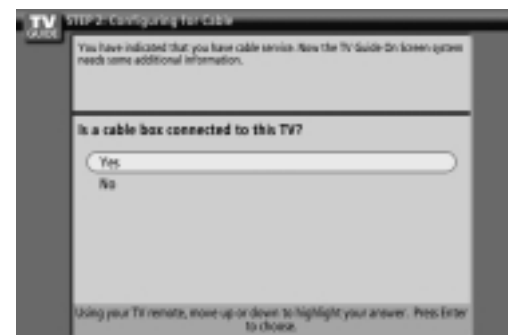 TV
GUIDE
STEP 2: Configuring for Cable
You have indicated that you have cable service. Now the TV Guide On Screen system
needs some additional information.
Is a cable box connected to this TV?
Yes
No
Using your TV remote, move up or down to highlight your answer. Press Enter
to choose.